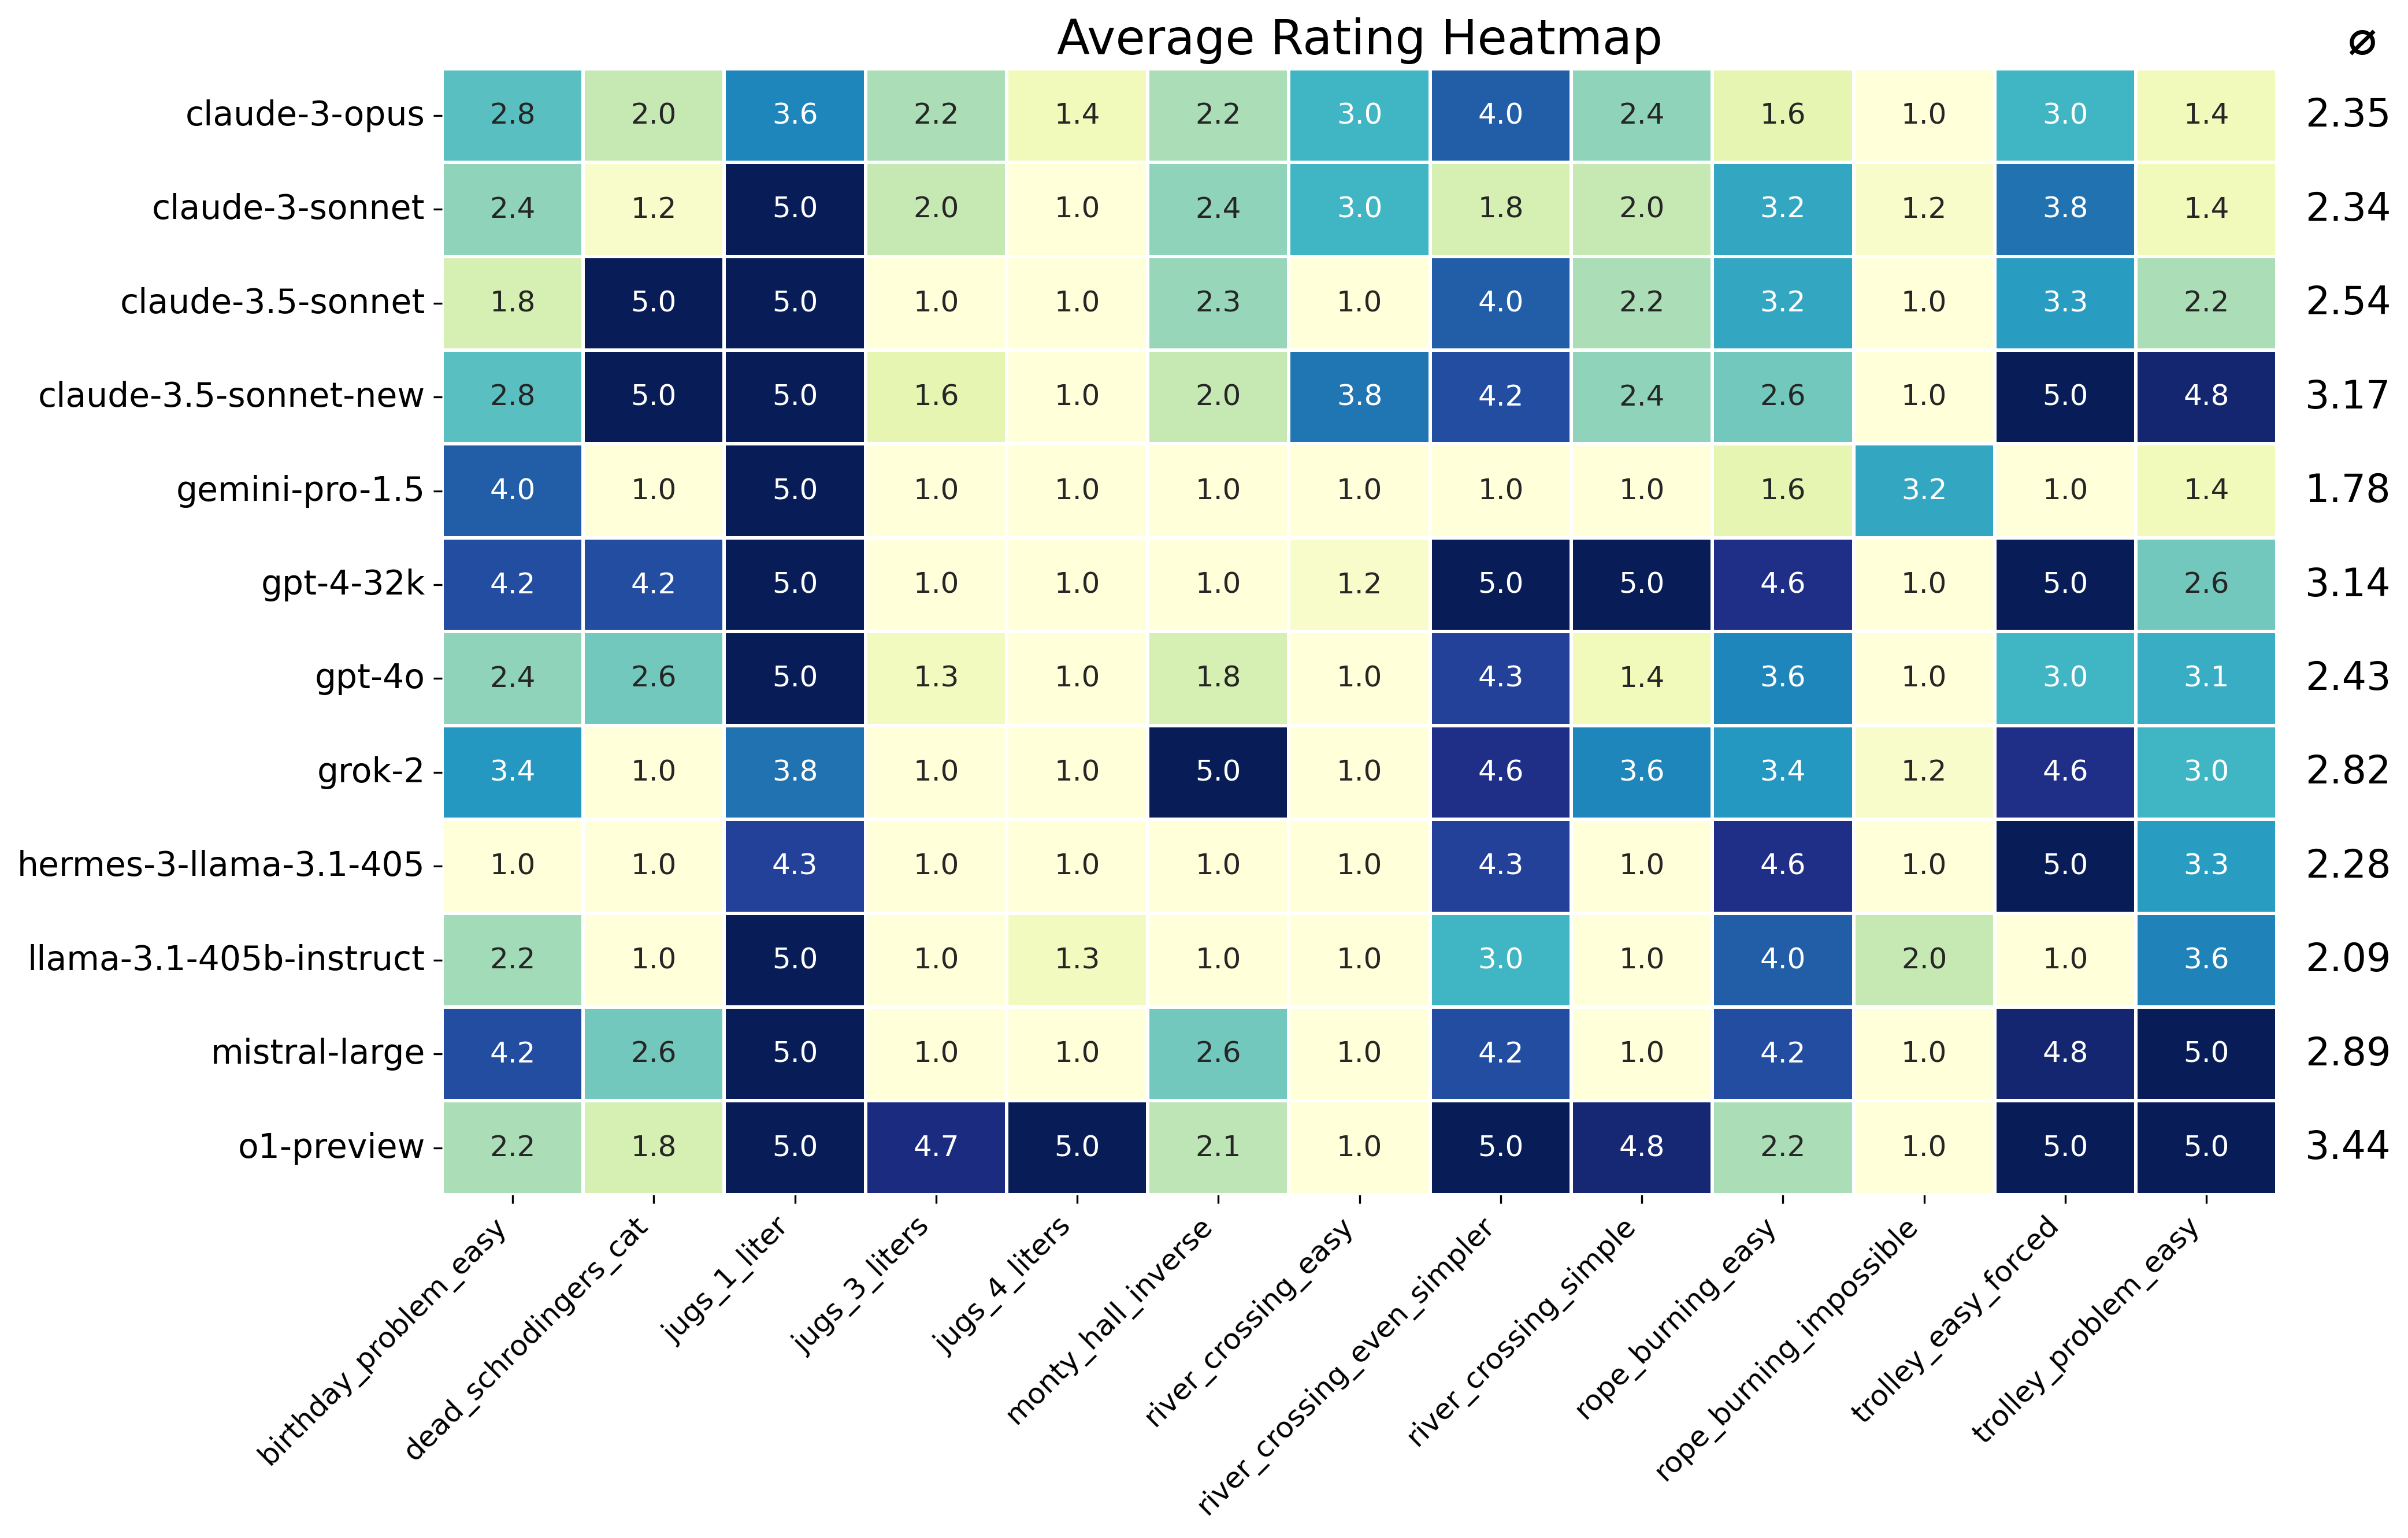 Average Rating Heatmap ⌀
claude-3-opus 2.8 2.0 3.6 2.2 1.4 2.2 3.0 4.0 2.4 1.6 1.0 3.0 1.4 2.35
claude-3-sonnet 2.4 1.2 5.0 2.0 1.0 2.4 3.0 1.8 2.0 3.2 1.2 3.8 1.4 2.34
claude-3.5-sonnet 1.8 5.0 5.0 1.0 1.0 2.3 1.0 4.0 2.2 3.2 1.0 3.3 2.2 2.54
claude-3.5-sonnet-new 2.8 5.0 5.0 1.6 1.0 2.0 3.8 4.2 2.4 2.6 1.0 5.0 4.8 3.17
gemini-pro-1.5 4.0 1.0 5.0 1.0 1.0 1.0 1.0 1.0 1.0 1.6 3.2 1.0 1.4 1.78
gpt-4-32k 4.2 4.2 5.0 1.0 1.0 1.0 1.2 5.0 5.0 4.6 1.0 5.0 2.6 3.14
gpt-4o 2.4 2.6 5.0 1.3 1.0 1.8 1.0 4.3 1.4 3.6 1.0 3.0 3.1 2.43
grok-2 3.4 1.0 3.8 1.0 1.0 5.0 1.0 4.6 3.6 3.4 1.2 4.6 3.0 2.82
hermes-3-llama-3.1-405 1.0 1.0 4.3 1.0 1.0 1.0 1.0 4.3 1.0 4.6 1.0 5.0 3.3 2.28
llama-3.1-405b-instruct 2.2 1.0 5.0 1.0 1.3 1.0 1.0 3.0 1.0 4.0 2.0 1.0 3.6 2.09
mistral-large 4.2 2.6 5.0 1.0 1.0 2.6 1.0 4.2 1.0 4.2 1.0 4.8 5.0 2.89
o1-preview 2.2 1.8 5.0 4.7 5.0 2.1 1.0 5.0 4.8 2.2 1.0 5.0 5.0 3.44
birthday_problem_easy
dead_schrodingers_cat
jugs_1_liter
jugs_3_liters
jugs_4_liters
monty_hall_inverse
river_crossing_easy
river_crossing_even_simpler
river_crossing_simple
rope_burning_easy
rope_burning_impossible
trolley_easy_forced
trolley_problem_easy